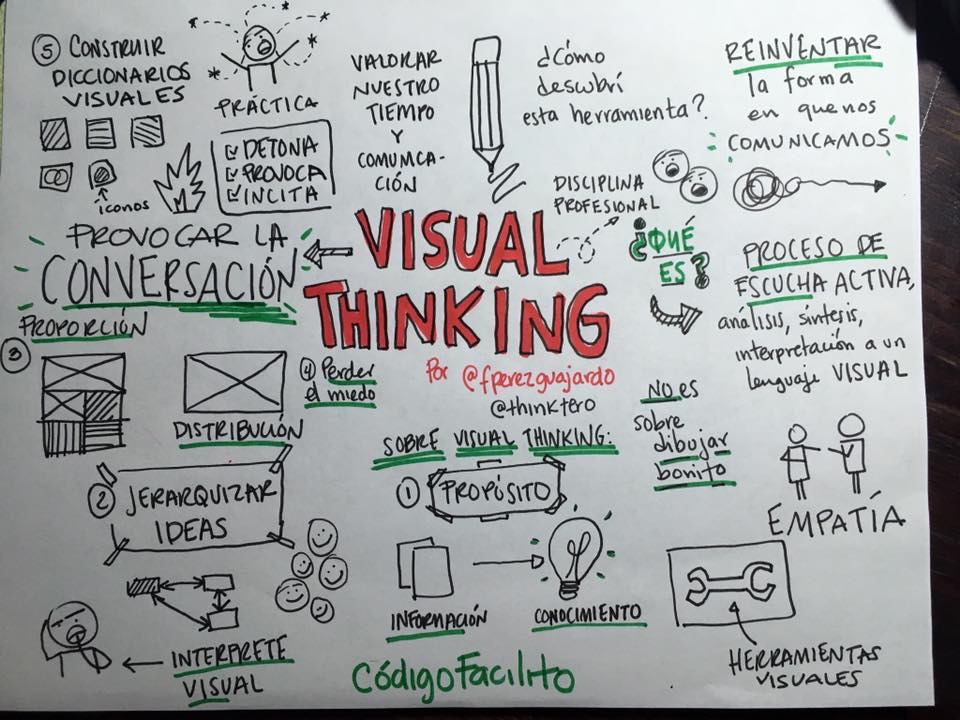 ⑤ CONSTRUIR
DICCIONARIOS
VISUALES
íconos
PRÁCTICA
DETONA
PROVOCA
INCITA
VALORAR
NUESTRO
TIEMPO
Y
COMUNCA-
CIÓN
¿Cómo
descubrí
esta herramienta?
REINVENTAR
la forma
en que nos
COMUNICAMOS
DISCIPLINA
PROFESIONAL
VISUAL
THINKING
Por @fperezguajardo
@thinktero
PROVOCAR LA
CONVERSACIÓN
¿QUÉ
ES?
PROCESO DE
ESCUCHA ACTIVA,
análisis, síntesis,
interpretación a un
lenguaje VISUAL
PROPORCIÓN
③
DISTRIBUCIÓN
④ Perder
el miedo
NO es
sobre
dibujar
bonito
EMPATÍA
SOBRE VISUAL THINKING:
① PROPÓSITO
② JERARQUIZAR
IDEAS
INFORMACIÓN
CONOCIMIENTO
HERRAMIENTAS
VISUALES
INTERPRETE
VISUAL
CódigoFacilito